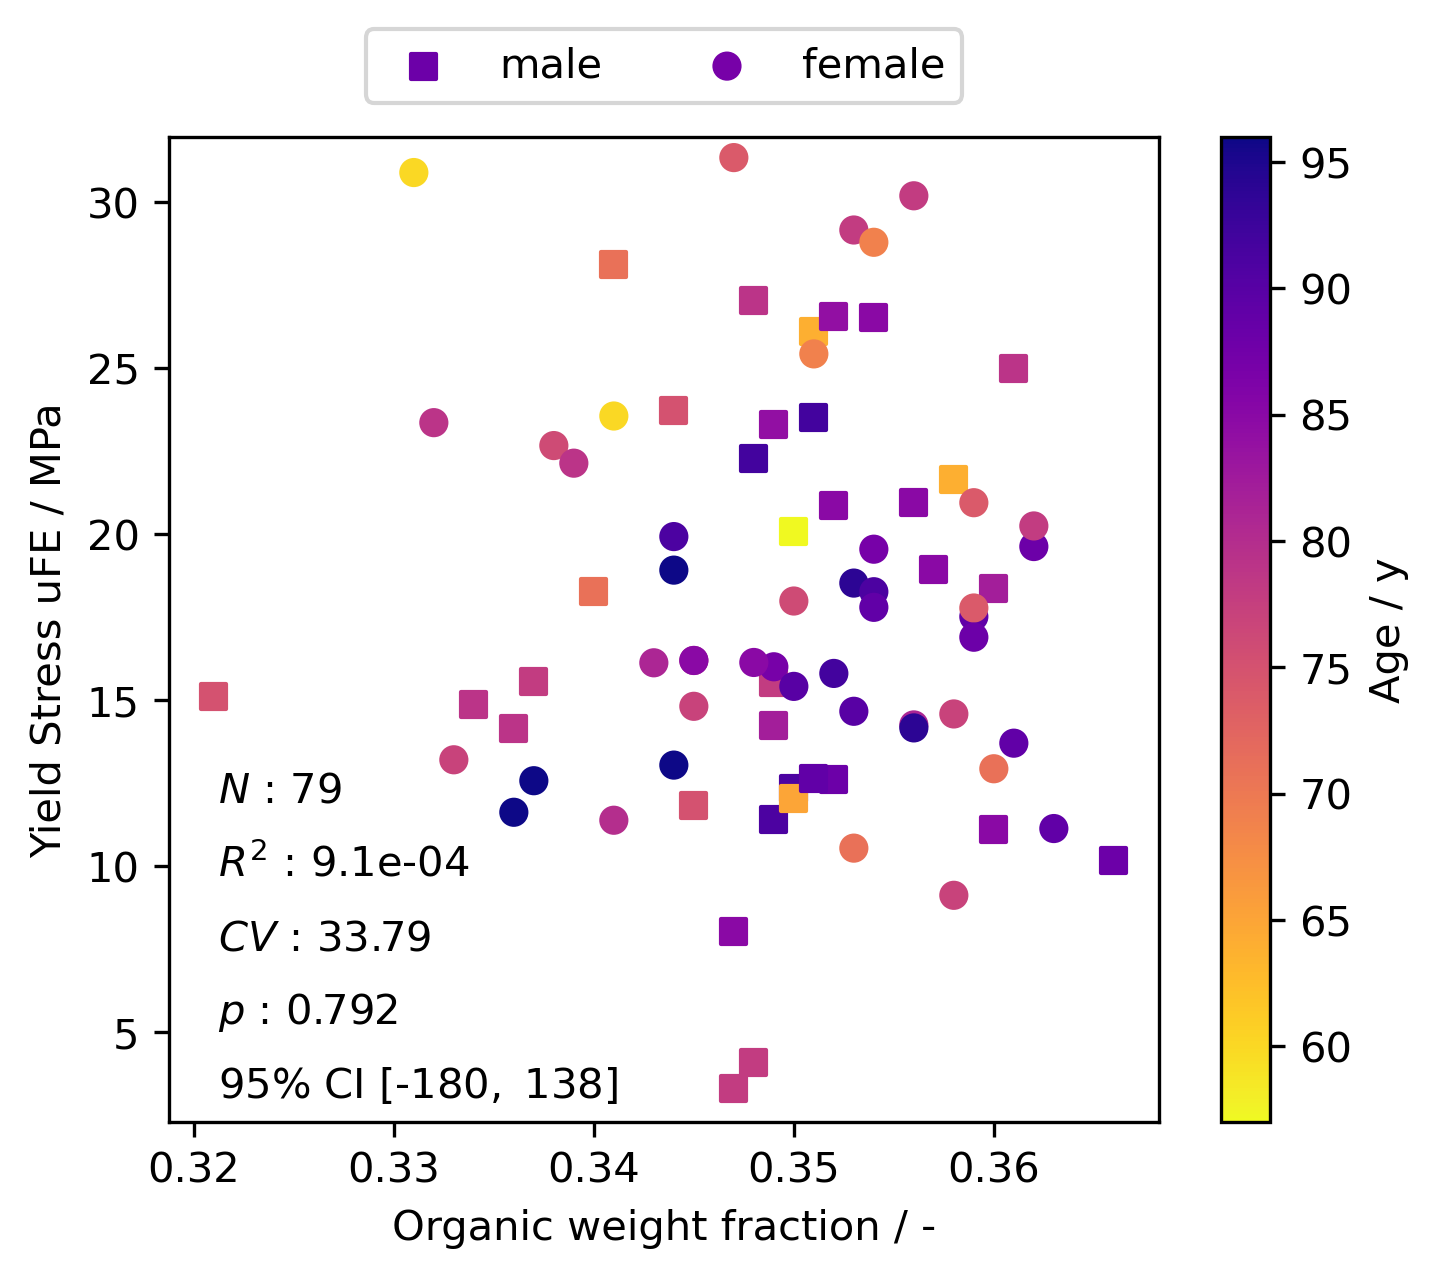 male female
30
25
20
15
10
5
Yield Stress uFE / MPa
N : 79
R² : 9.1e-04
CV : 33.79
p : 0.792
95% CI [-180, 138]
0.32 0.33 0.34 0.35 0.36
Organic weight fraction / -
95
90
85
80
75
70
65
60
Age / y